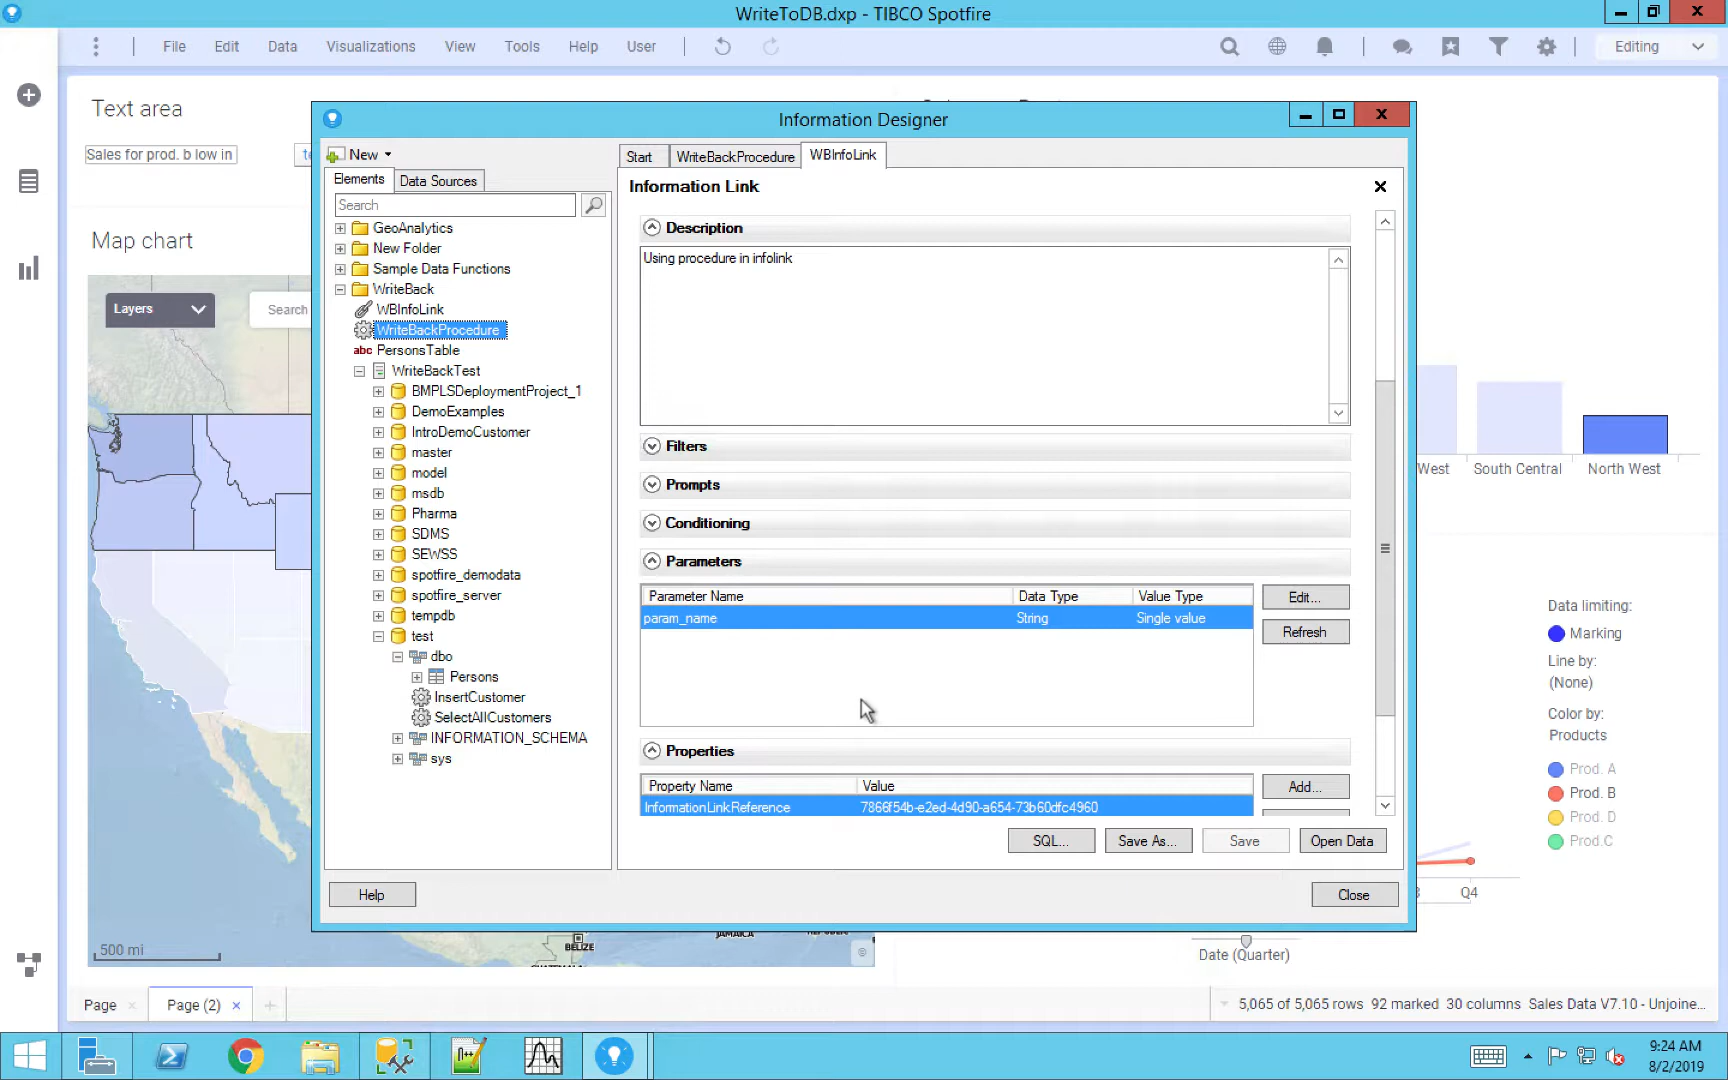 WriteToDB.dxp - TIBCO Spotfire
File Edit Data Visualizations View Tools Help User Editing
Text area
Sales for prod. b low in
Map chart
Layers
Search
500 mi
BELIZE
JAMAICA
Information Designer
New
Elements Data Sources
Search
GeoAnalytics
New Folder
Sample Data Functions
WriteBack
WBInfoLink
WriteBackProcedure
abc PersonsTable
WriteBackTest
BMPLSDeploymentProject_1
DemoExamples
IntroDemoCustomer
master
model
msdb
Pharma
SDMS
SEWSS
spotfire_demodata
spotfire_server
tempdb
test
dbo
Persons
InsertCustomer
SelectAllCustomers
INFORMATION_SCHEMA
sys
Start WriteBackProcedure WBInfoLink
Information Link
Description
Using procedure in infolink
Filters
Prompts
Conditioning
Parameters
Parameter Name Data Type Value Type
param_name String Single value
Edit...
Refresh
Properties
Property Name Value
InformationLinkReference 7866f54b-e2ed-4d90-a654-73b60dfc4960
Add...
SQL... Save As... Save Open Data
Help Close
West South Central North West
Data limiting:
Marking
Line by:
(None)
Color by:
Products
Prod. A
Prod. B
Prod. D
Prod.C
Q4
Date (Quarter)
Page Page (2)
5,065 of 5,065 rows 92 marked 30 columns Sales Data V7.10 - Unjoine...
9:24 AM
8/2/2019